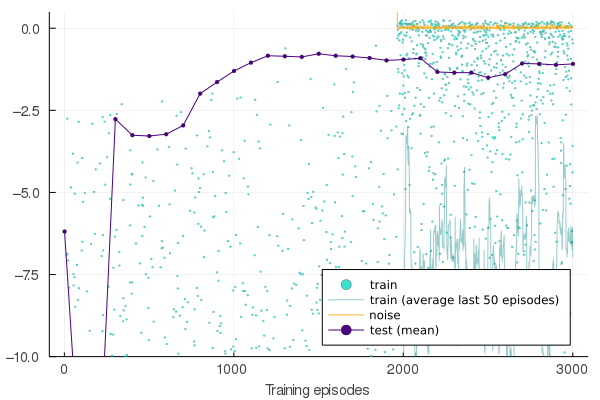 0.0
−2.5
−5.0
−7.5
−10.0
0
1000
2000
3000
train
train (average last 50 episodes)
noise
test (mean)
Training episodes